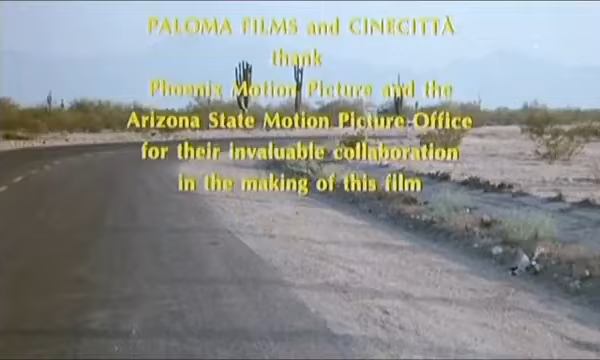 PALOMA FILMS and CINECITTÀ
thank
Phoenix Motion Picture and the
Arizona State Motion Picture Office
for their invaluable collaboration
in the making of this film